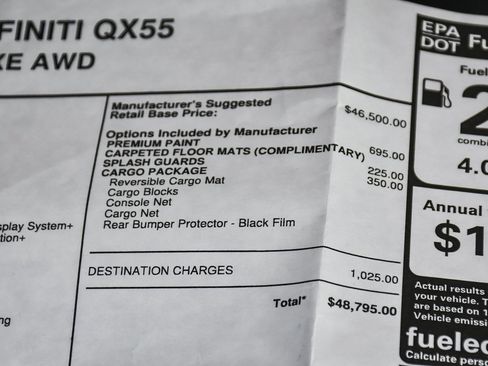 FINITI QX55
XE AWD
Manufacturer's Suggested
Retail Base Price: $46,500.00
Options Included by Manufacturer
PREMIUM PAINT 695.00
CARPETED FLOOR MATS (COMPLIMENTARY)
SPLASH GUARDS 225.00
CARGO PACKAGE 350.00
Reversible Cargo Mat
Cargo Blocks
Console Net
Cargo Net
Rear Bumper Protector - Black Film
splay System+
tion+
DESTINATION CHARGES 1,025.00
Total* $48,795.00
ng
EPA
DOT
Fu
Fuel
2
combi
4.0
Annual
$1
Actual results
your vehicle. T
are based on 1
Vehicle emiss
fuelec
Calculate perso